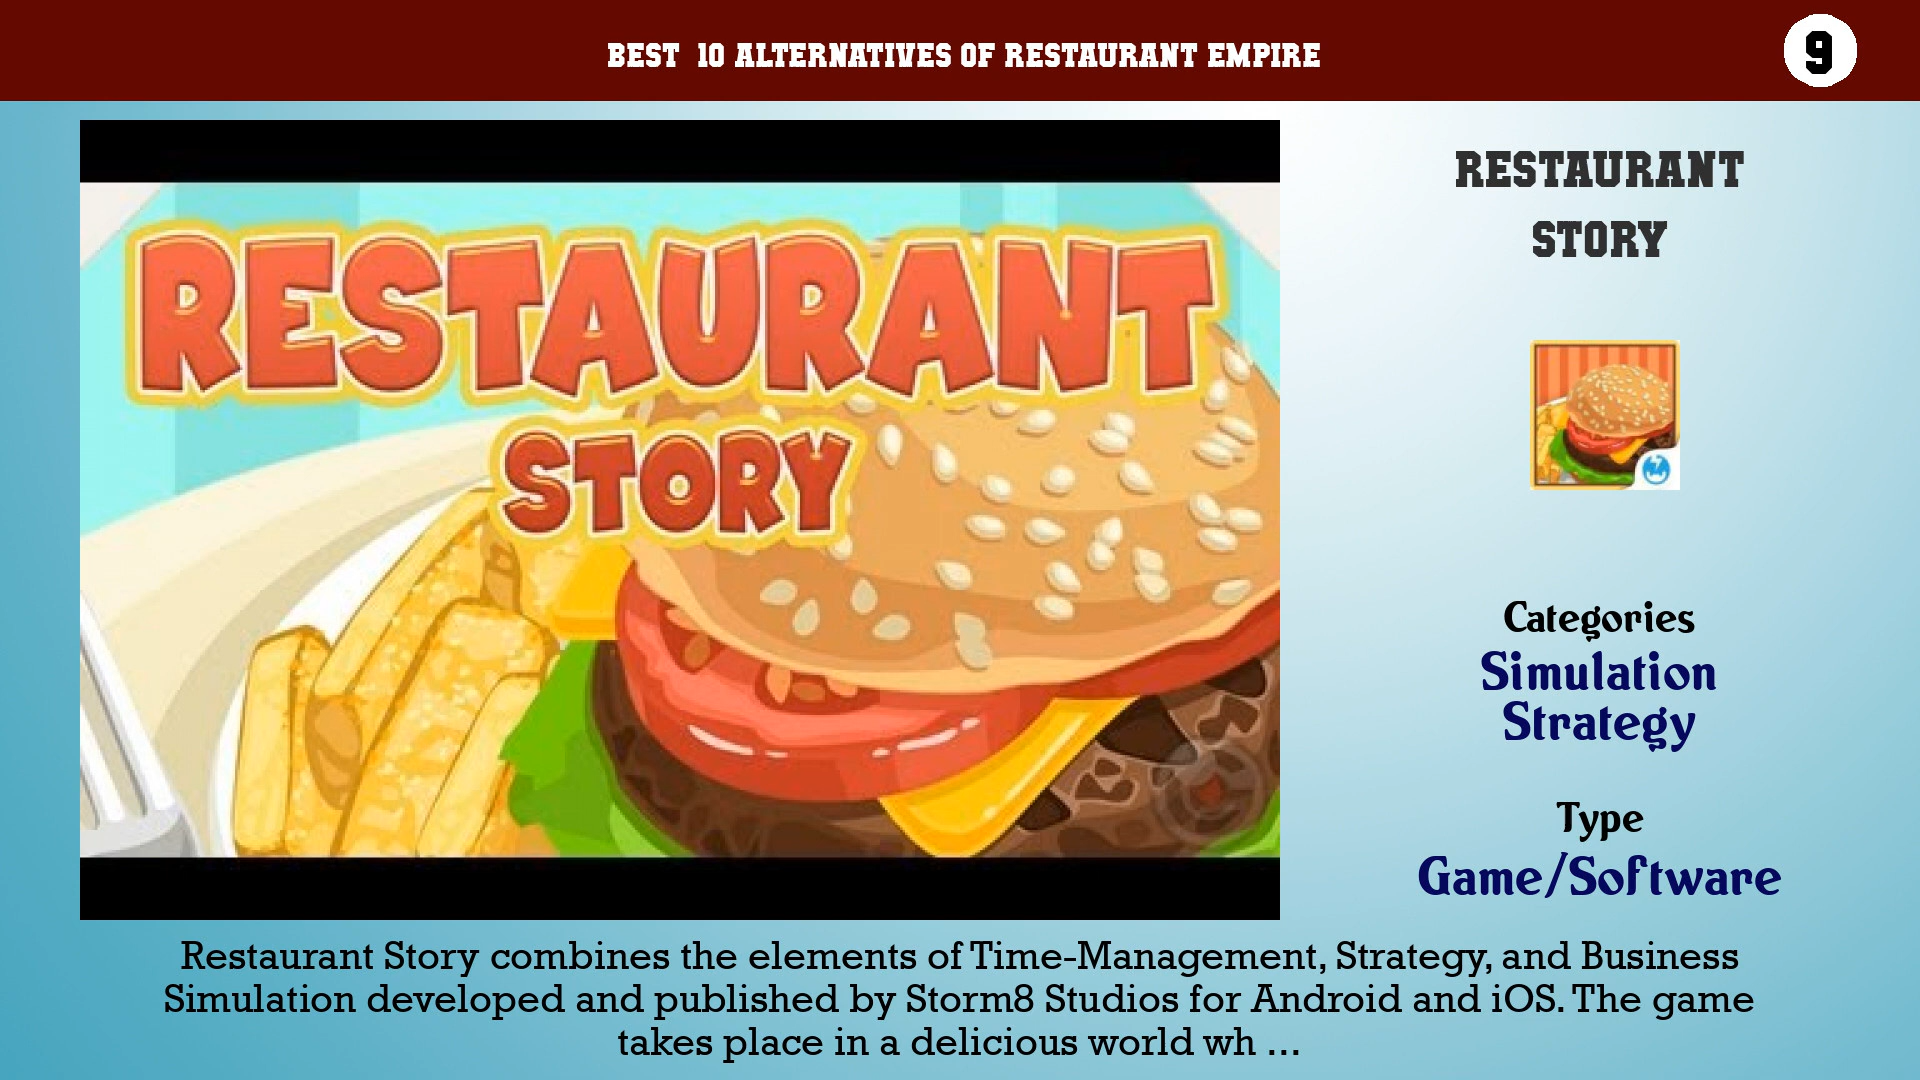 BEST 10 ALTERNATIVES OF RESTAURANT EMPIRE
9
RESTAURANT
STORY
RESTAURANT
STORY
Categories
Simulation
Strategy
Type
Game/Software
Restaurant Story combines the elements of Time-Management, Strategy, and Business
Simulation developed and published by Storm8 Studios for Android and iOS. The game
takes place in a delicious world wh ...